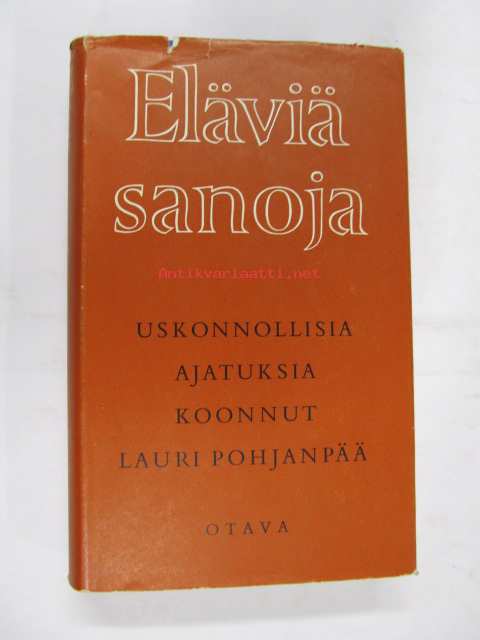 Eläviä
sanoja
Antikvariaatti.net
USKONNOLLISIA
AJATUKSIA
KOONNUT
LAURI POHJANPÄÄ
OTAVA